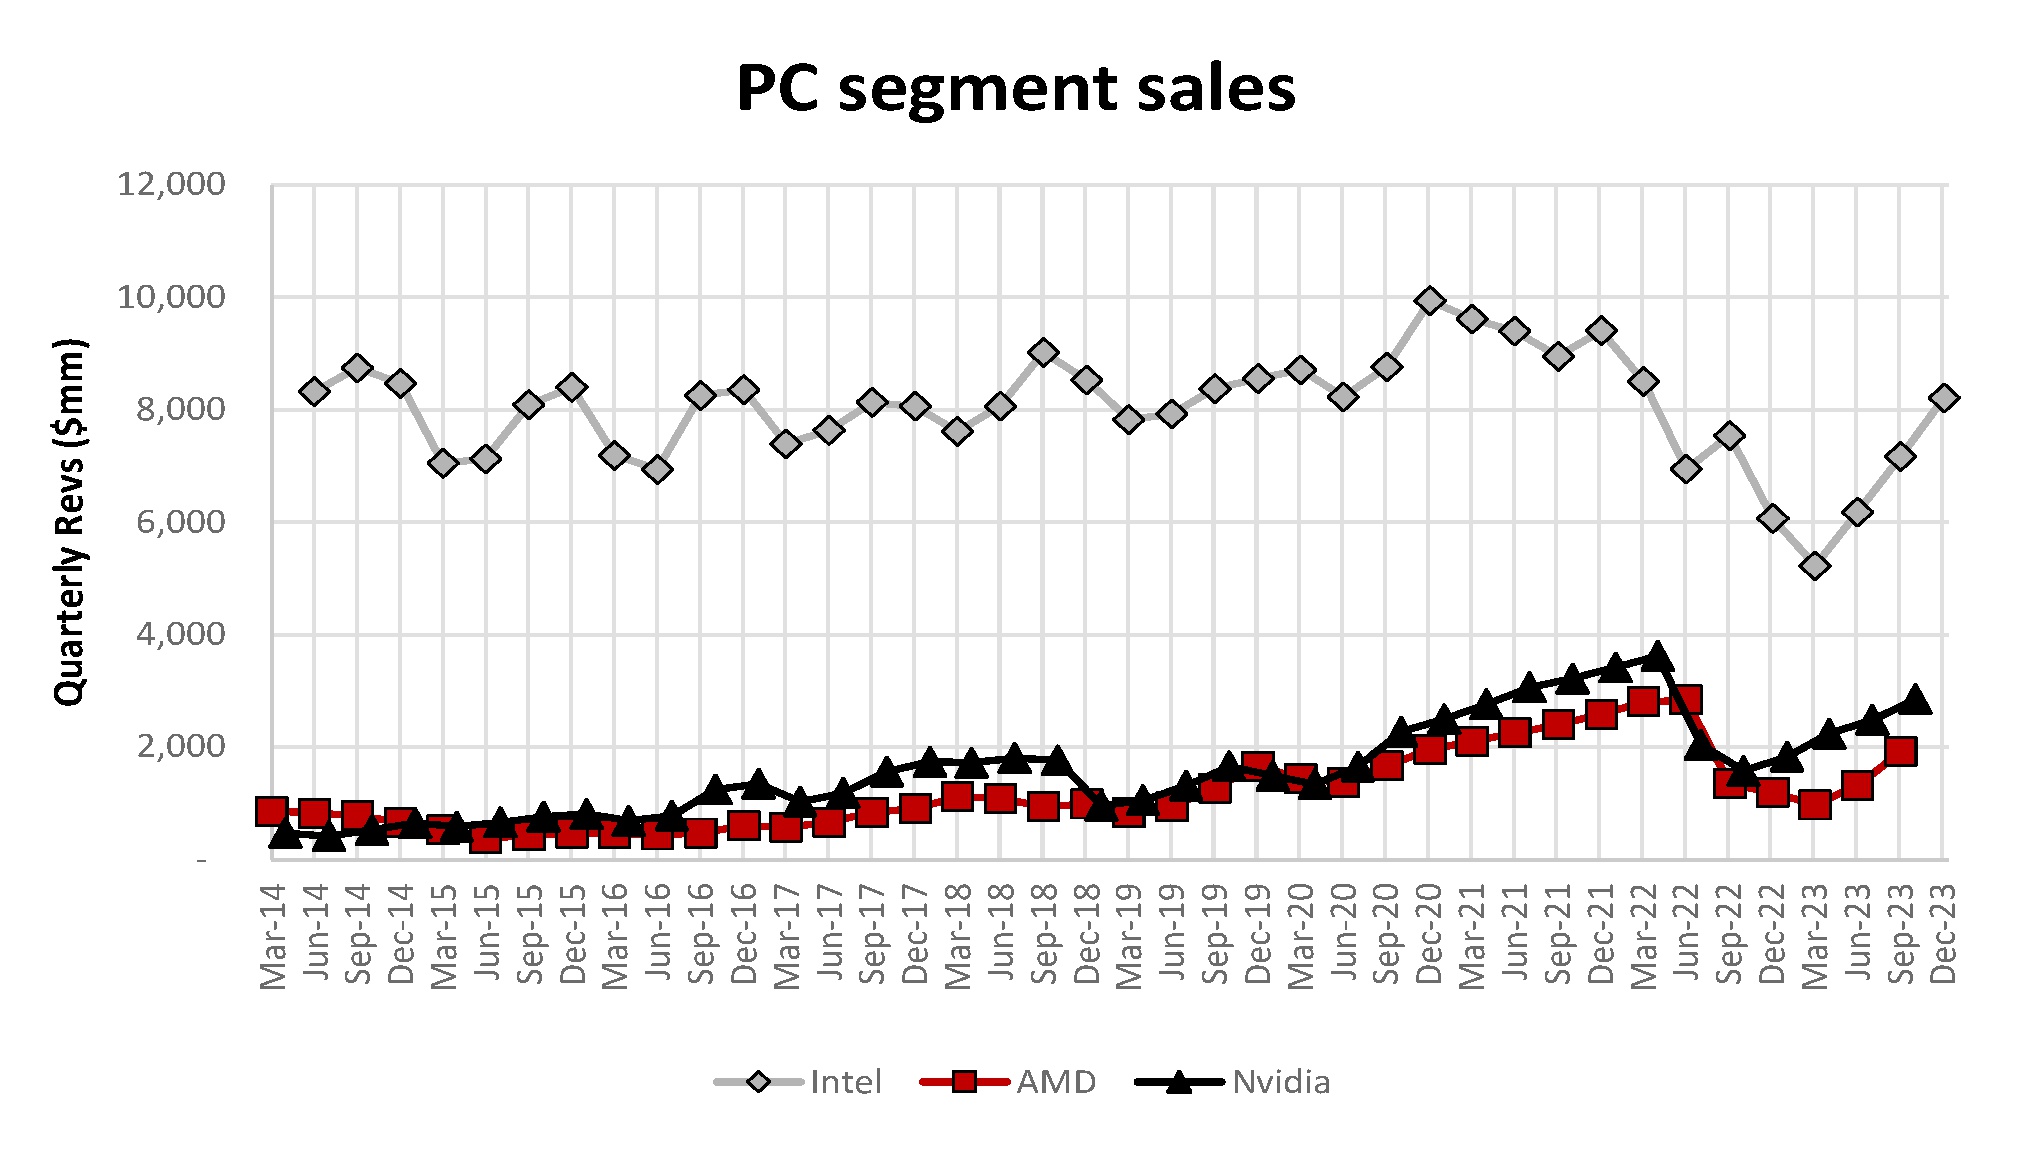 PC segment sales
12,000
10,000
8,000
6,000
4,000
2,000
-
Quarterly Revs ($mm)
Mar-14
Jun-14
Sep-14
Dec-14
Mar-15
Jun-15
Sep-15
Dec-15
Mar-16
Jun-16
Sep-16
Dec-16
Mar-17
Jun-17
Sep-17
Dec-17
Mar-18
Jun-18
Sep-18
Dec-18
Mar-19
Jun-19
Sep-19
Dec-19
Mar-20
Jun-20
Sep-20
Dec-20
Mar-21
Jun-21
Sep-21
Dec-21
Mar-22
Jun-22
Sep-22
Dec-22
Mar-23
Jun-23
Sep-23
Dec-23
Intel
AMD
Nvidia